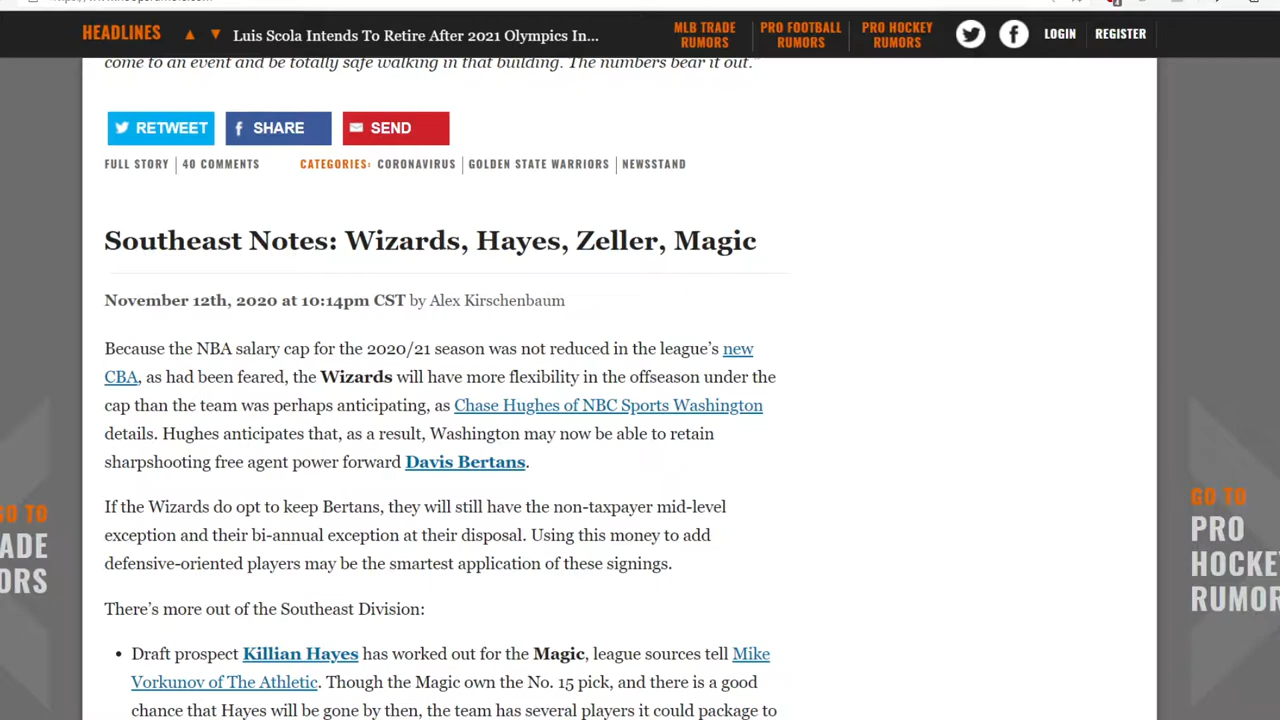 HEADLINES
Luis Scola Intends To Retire After 2021 Olympics In...
MLB TRADE
RUMORS
PRO FOOTBALL
RUMORS
PRO HOCKEY
RUMORS
LOGIN
REGISTER
come to an event and be totally safe walking in that building. The numbers bear it out.”
RETWEET
SHARE
SEND
FULL STORY | 40 COMMENTS
CATEGORIES: CORONAVIRUS | GOLDEN STATE WARRIORS | NEWSSTAND
Southeast Notes: Wizards, Hayes, Zeller, Magic
November 12th, 2020 at 10:14pm CST by Alex Kirschenbaum
Because the NBA salary cap for the 2020/21 season was not reduced in the league’s new
CBA, as had been feared, the Wizards will have more flexibility in the offseason under the
cap than the team was perhaps anticipating, as Chase Hughes of NBC Sports Washington
details. Hughes anticipates that, as a result, Washington may now be able to retain
sharpshooting free agent power forward Davis Bertans.
If the Wizards do opt to keep Bertans, they will still have the non-taxpayer mid-level
exception and their bi-annual exception at their disposal. Using this money to add
defensive-oriented players may be the smartest application of these signings.
There’s more out of the Southeast Division:
• Draft prospect Killian Hayes has worked out for the Magic, league sources tell Mike
Vorkunov of The Athletic. Though the Magic own the No. 15 pick, and there is a good
chance that Hayes will be gone by then, the team has several players it could package to
GO TO
PRO
HOCKEY
RUMOR
TO
ADE
ORS